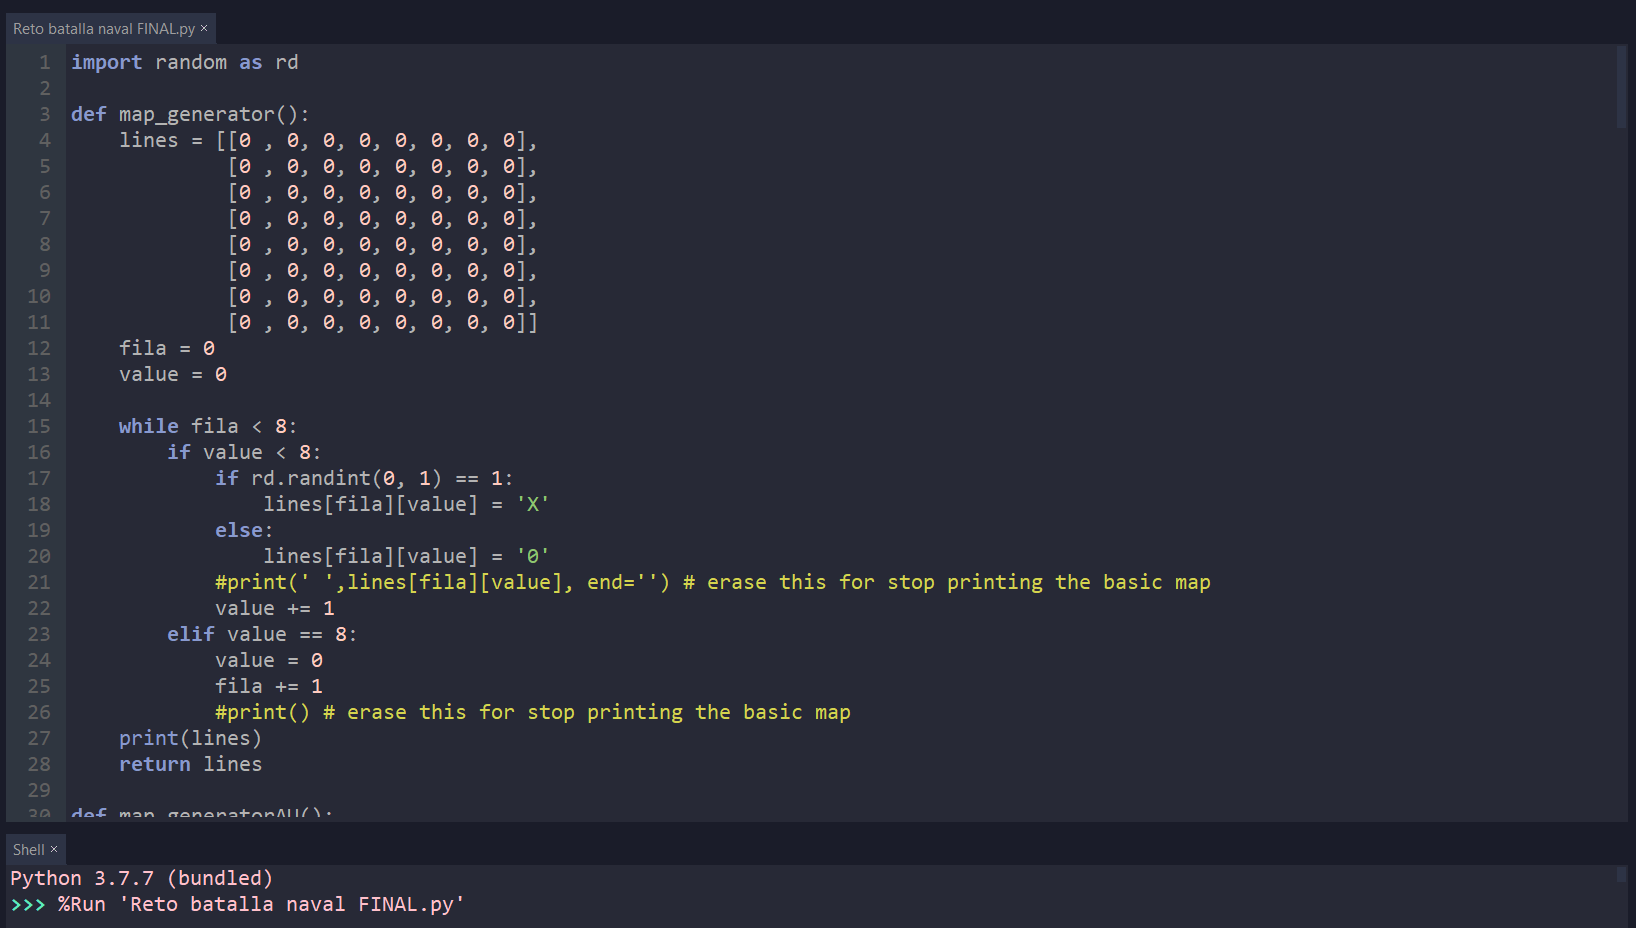 Reto batalla naval FINAL.py ×
1 import random as rd
2
3 def map_generator():
4     lines = [[0 , 0, 0, 0, 0, 0, 0, 0],
5              [0 , 0, 0, 0, 0, 0, 0, 0],
6              [0 , 0, 0, 0, 0, 0, 0, 0],
7              [0 , 0, 0, 0, 0, 0, 0, 0],
8              [0 , 0, 0, 0, 0, 0, 0, 0],
9              [0 , 0, 0, 0, 0, 0, 0, 0],
10              [0 , 0, 0, 0, 0, 0, 0, 0],
11              [0 , 0, 0, 0, 0, 0, 0, 0]]
12     fila = 0
13     value = 0
14
15     while fila < 8:
16         if value < 8:
17             if rd.randint(0, 1) == 1:
18                 lines[fila][value] = 'X'
19             else:
20                 lines[fila][value] = '0'
21             #print(' ',lines[fila][value], end='') # erase this for stop printing the basic map
22             value += 1
23         elif value == 8:
24             value = 0
25             fila += 1
26             #print() # erase this for stop printing the basic map
27     print(lines)
28     return lines
29
30 def map_generatorAU():
Shell ×
Python 3.7.7 (bundled)
>>> %Run 'Reto batalla naval FINAL.py'